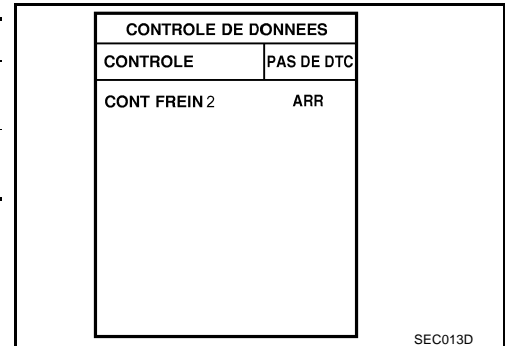 CONTROLE DE DONNEES
CONTROLE PAS DE DTC
CONT FREIN 2 ARR
SEC013D